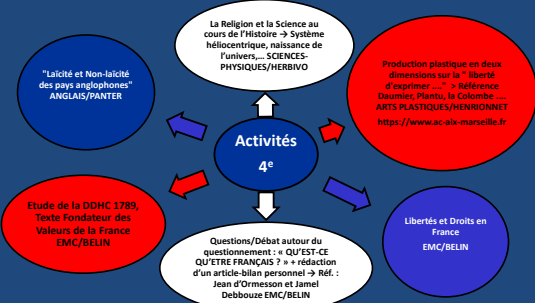 La Religion et la Science au
cours de l'Histoire → Système
héliocentrique, naissance de
l'univers,... SCIENCES-
PHYSIQUES/HERBIVO
"Laïcité et Non-laïcité
des pays anglophones"
ANGLAIS/PANTER
Production plastique en deux
dimensions sur la " liberté
d'exprimer ...." > Référence
Daumier, Plantu, la Colombe ....
ARTS PLASTIQUES/HENRIONNET
https://www.ac-aix-marseille.fr
Activités
4e
Etude de la DDHC 1789,
Texte Fondateur des
Valeurs de la France
EMC/BELIN
Libertés et Droits en
France
EMC/BELIN
Questions/Débat autour du
questionnement : « QU'EST-CE
QU'ETRE FRANÇAIS ? » + rédaction
d'un article-bilan personnel → Réf. :
Jean d'Ormesson et Jamel
Debbouze EMC/BELIN